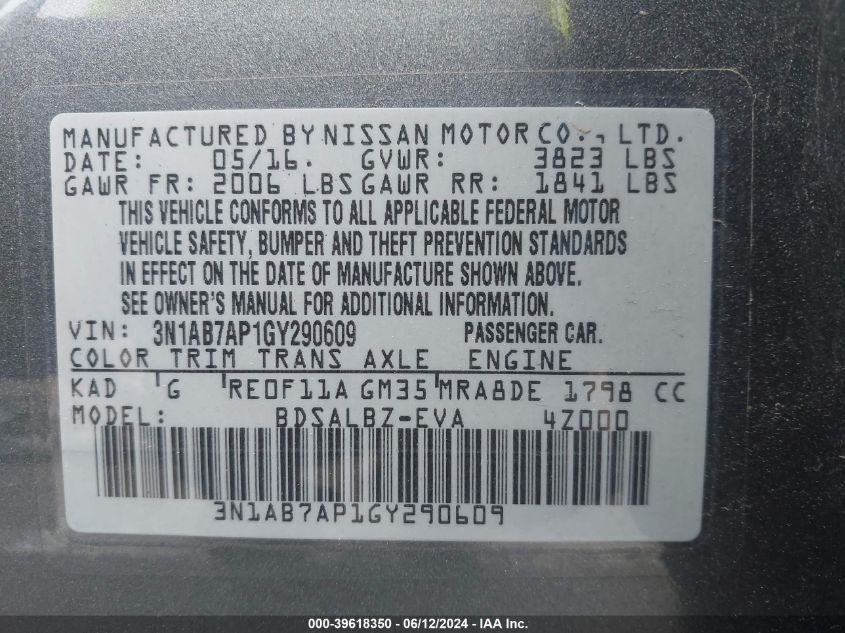 MANUFACTURED BY NISSAN MOTOR CO., LTD.
DATE: 05/16. GVWR: 3823 LBS
GAWR FR: 2006 LBS GAWR RR: 1841 LBS
THIS VEHICLE CONFORMS TO ALL APPLICABLE FEDERAL MOTOR
VEHICLE SAFETY, BUMPER AND THEFT PREVENTION STANDARDS
IN EFFECT ON THE DATE OF MANUFACTURE SHOWN ABOVE.
SEE OWNER'S MANUAL FOR ADDITIONAL INFORMATION.
VIN: 3N1AB7AP1GY290609 PASSENGER CAR.
COLOR TRIM TRANS AXLE ENGINE
KAD G RE0F11A GM35 MRA8DE 1798 CC
MODEL: BDSALBZ-EVA 4Z000
3N1AB7AP1GY290609
000-39618350 - 06/12/2024 - IAA Inc.